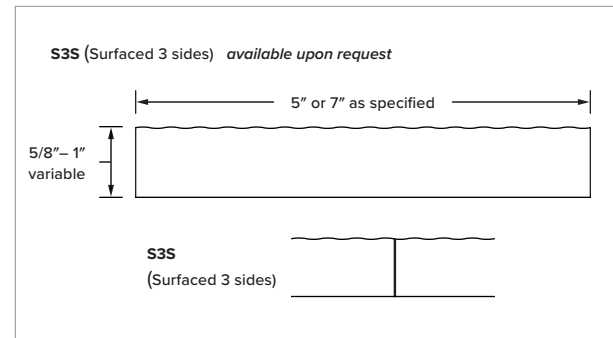 S3S (Surfaced 3 sides) available upon request
5″ or 7″ as specified
5/8″– 1″
variable
S3S
(Surfaced 3 sides)